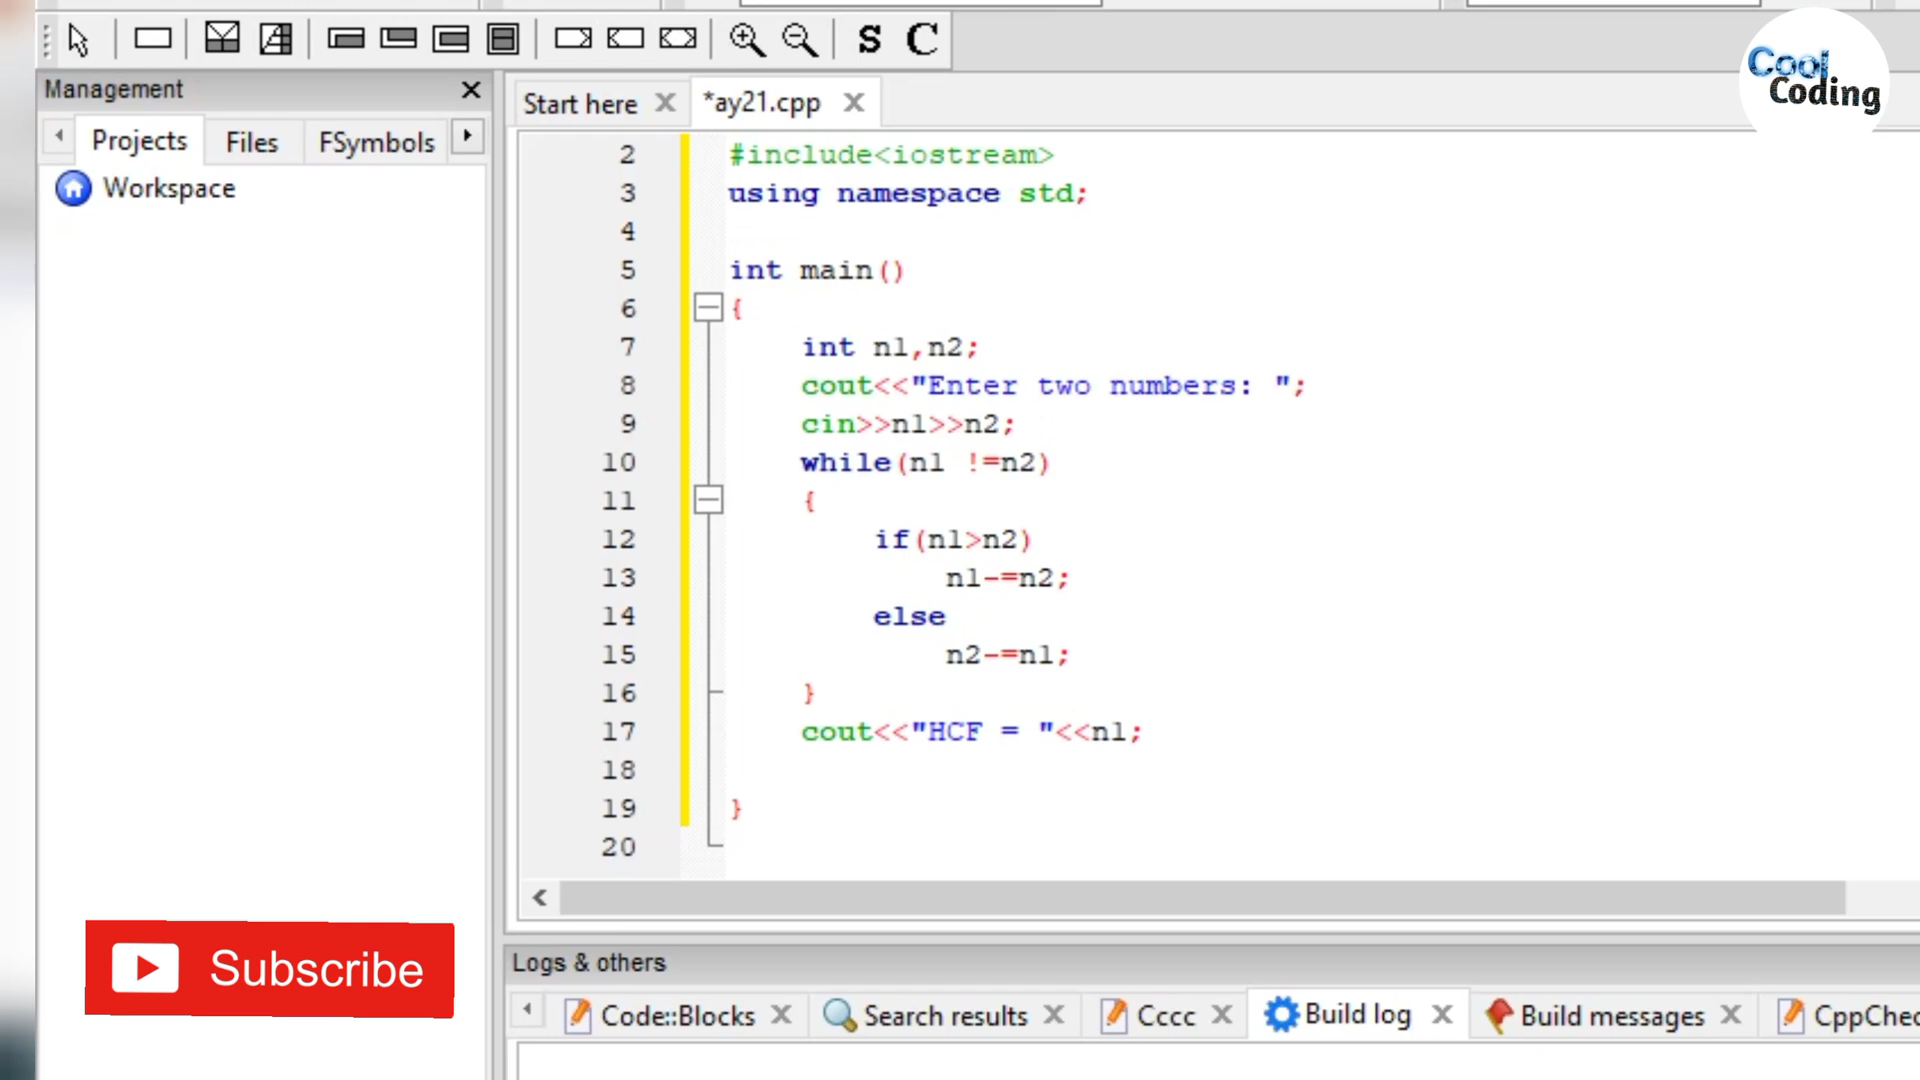 S C
Cool
Coding
Management
Projects Files FSymbols
Workspace
Start here *ay21.cpp
2 #include<iostream>
3 using namespace std;
4
5 int main()
6 {
7 int n1,n2;
8 cout<<"Enter two numbers: ";
9 cin>>n1>>n2;
10 while(n1 !=n2)
11 {
12 if(n1>n2)
13 n1-=n2;
14 else
15 n2-=n1;
16 }
17 cout<<"HCF = "<<n1;
18
19 }
20
Subscribe
Logs & others
Code::Blocks Search results Cccc Build log Build messages CppChec